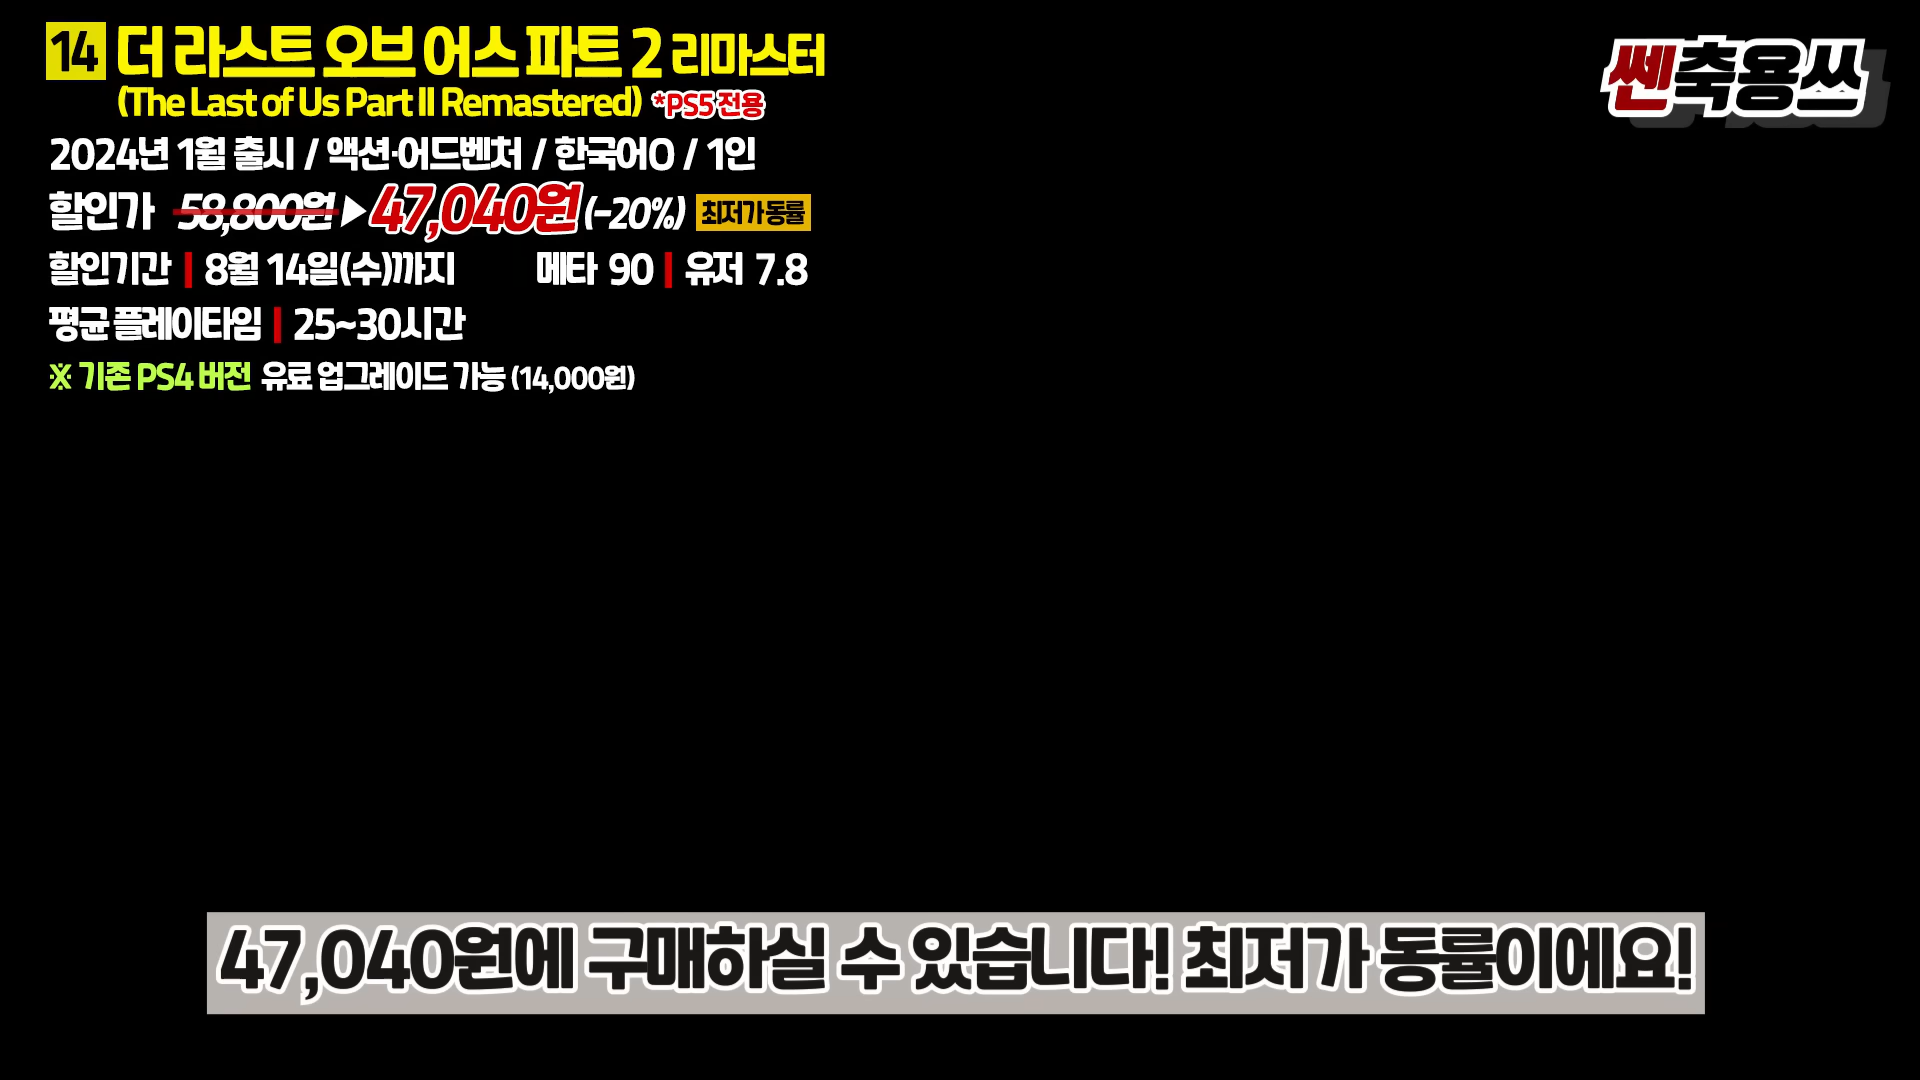 14 더 라스트 오브 어스 파트 2 리마스터
쎈축용쓰
(The Last of Us Part II Remastered) *PS5 전용
2024년 1월 출시 / 액션·어드벤처 / 한국어O / 1인
할인가 58,800원 ▶ 47,040원 (-20%) 최저가 동률
할인기간 | 8월 14일(수)까지 메타 90 | 유저 7.8
평균 플레이타임 | 25~30시간
※ 기존 PS4 버전 유료 업그레이드 가능 (14,000원)
47,040원에 구매하실 수 있습니다! 최저가 동률이에요!